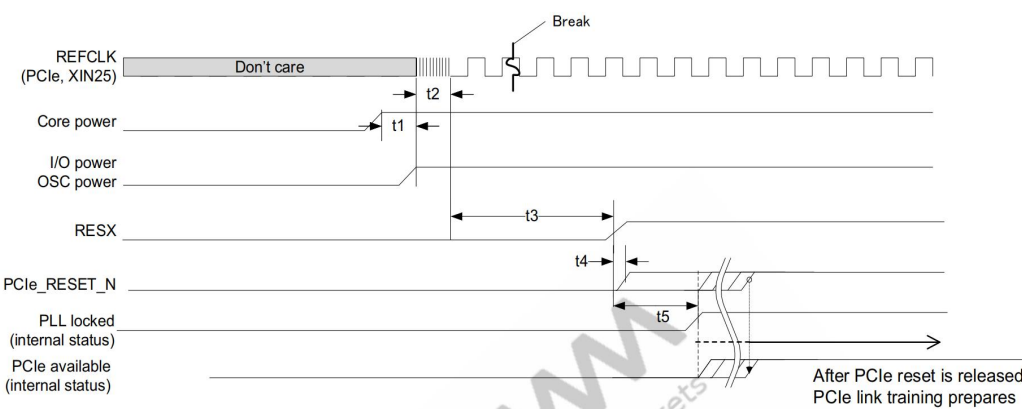 Break
REFCLK
(PCIe, XIN25)
Don't care
t2
Core power
t1
I/O power
OSC power
t3
RESX
t4
PCIe_RESET_N
t5
PLL locked
(internal status)
PCIe available
(internal status)
After PCIe reset is released
PCIe link training prepares